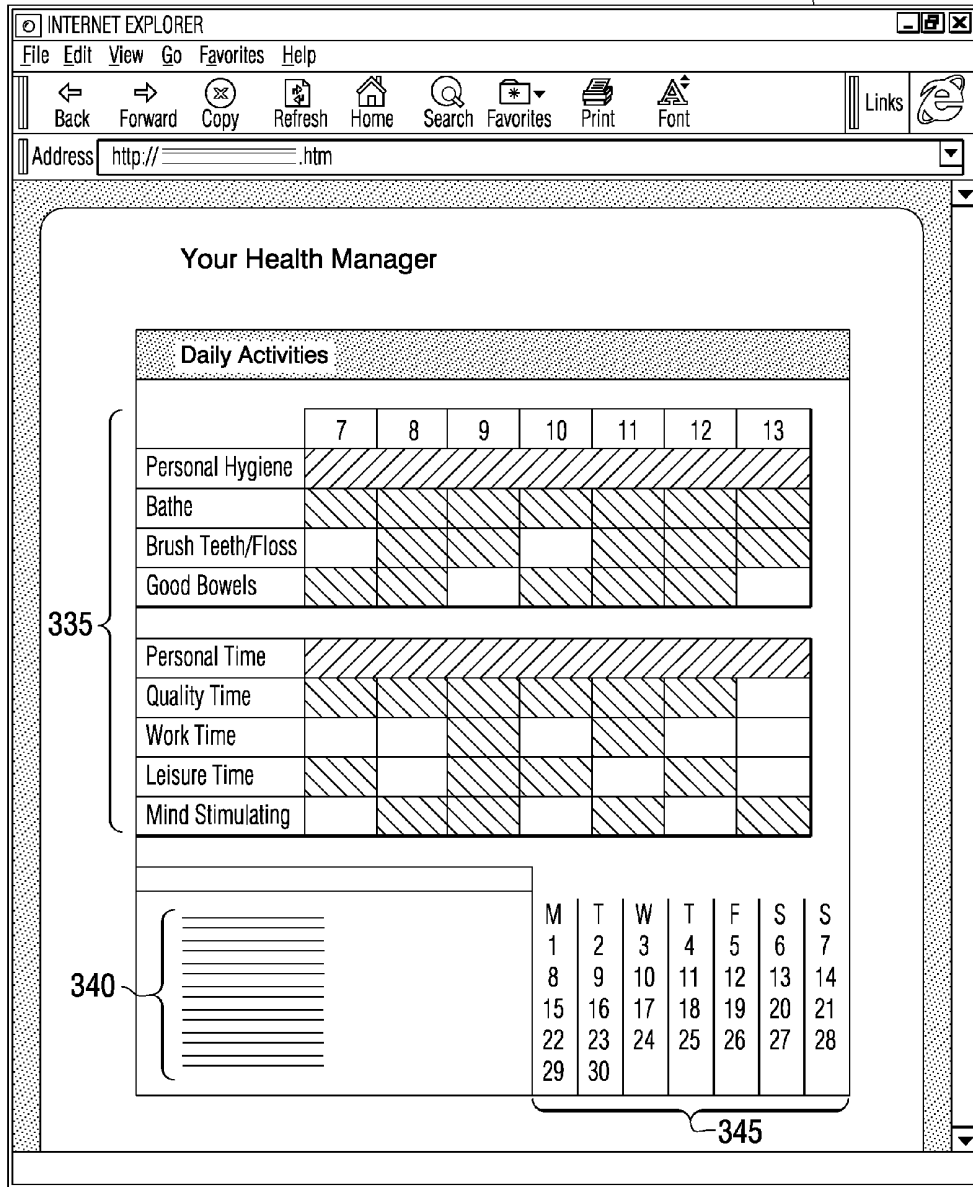 INTERNET EXPLORER
File Edit View Go Favorites Help
Back Forward Copy Refresh Home Search Favorites Print Font Links
Address http:// .htm
Your Health Manager
Daily Activities
7 8 9 10 11 12 13
Personal Hygiene
Bathe
Brush Teeth/Floss
Good Bowels
335
Personal Time
Quality Time
Work Time
Leisure Time
Mind Stimulating
340
M T W T F S S
1 2 3 4 5 6 7
8 9 10 11 12 13 14
15 16 17 18 19 20 21
22 23 24 25 26 27 28
29 30
345